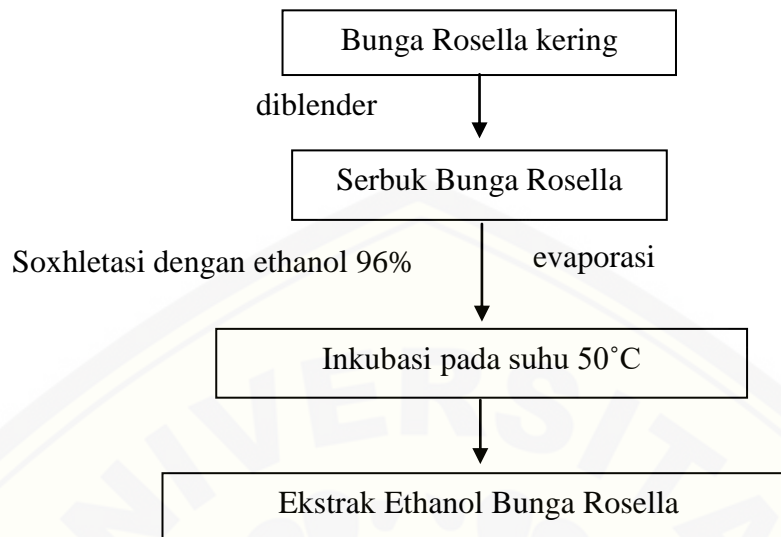 Bunga Rosella kering
diblender
Serbuk Bunga Rosella
Soxhletasi dengan ethanol 96%
evaporasi
Inkubasi pada suhu 50˚C
Ekstrak Ethanol Bunga Rosella